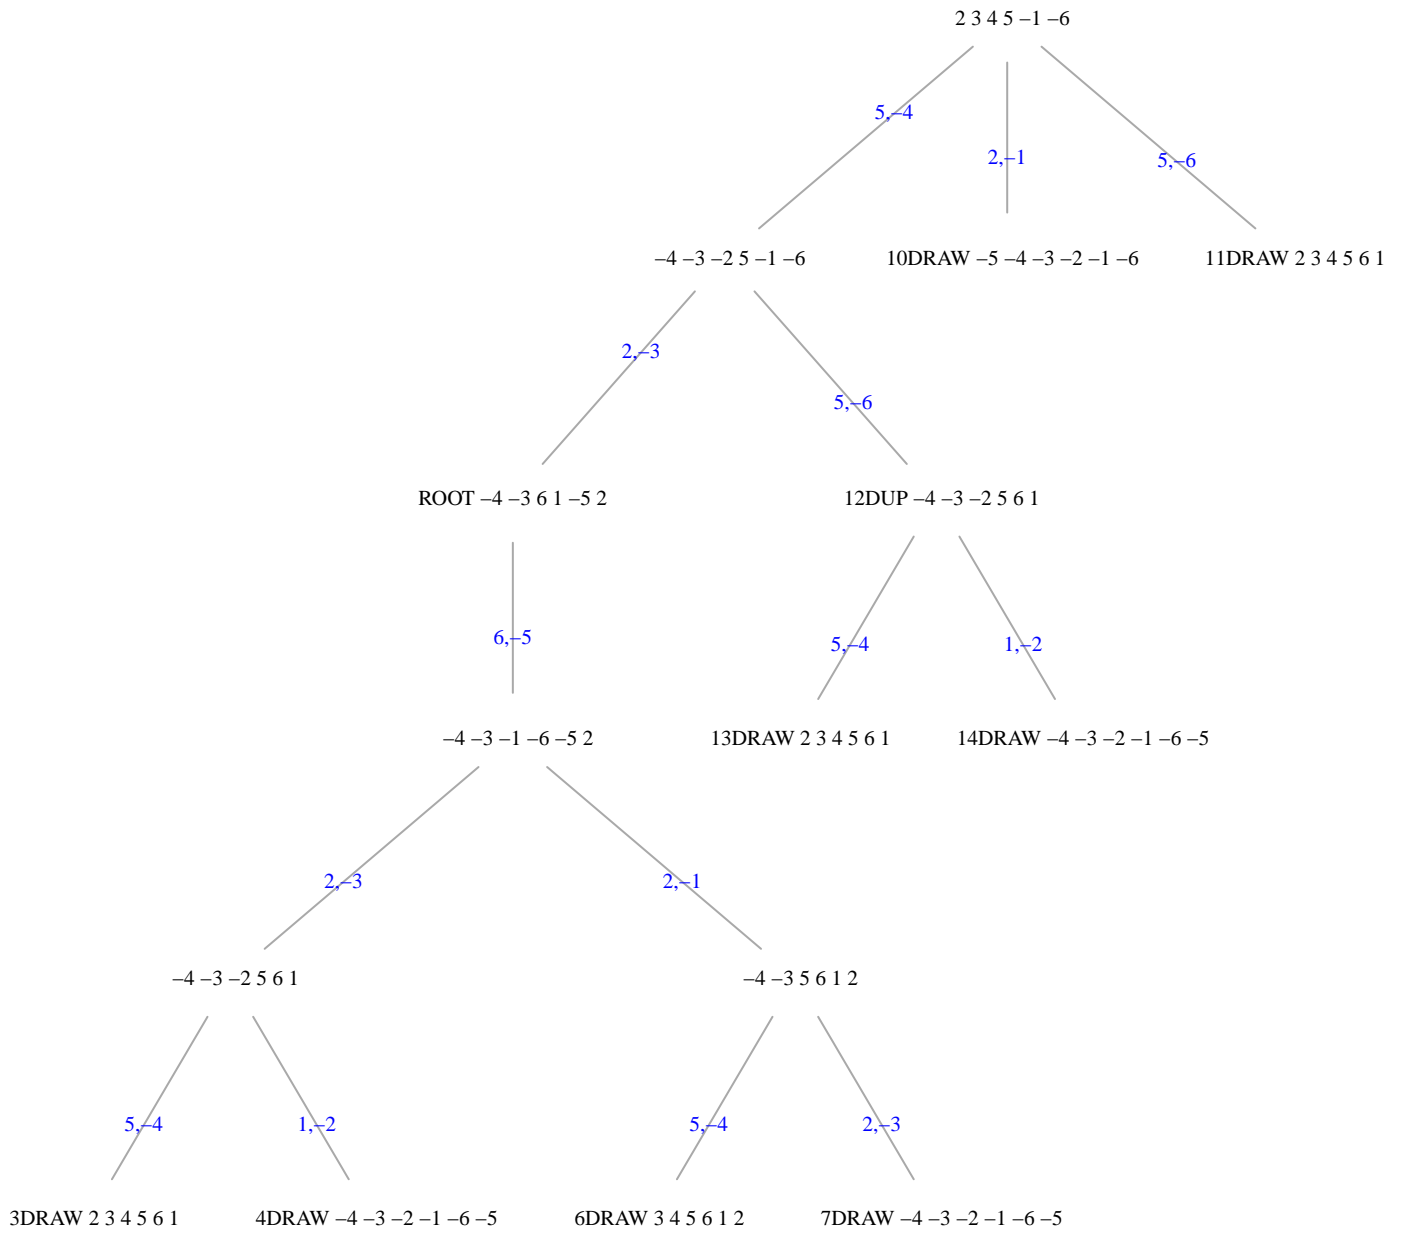 2 3 4 5 –1 –6
5,–4
2,–1
5,–6
–4 –3 –2 5 –1 –6
10DRAW –5 –4 –3 –2 –1 –6
11DRAW 2 3 4 5 6 1
2,–3
5,–6
ROOT –4 –3 6 1 –5 2
12DUP –4 –3 –2 5 6 1
6,–5
5,–4
1,–2
–4 –3 –1 –6 –5 2
13DRAW 2 3 4 5 6 1
14DRAW –4 –3 –2 –1 –6 –5
2,–3
2,–1
–4 –3 –2 5 6 1
–4 –3 5 6 1 2
5,–4
1,–2
5,–4
2,–3
3DRAW 2 3 4 5 6 1
4DRAW –4 –3 –2 –1 –6 –5
6DRAW 3 4 5 6 1 2
7DRAW –4 –3 –2 –1 –6 –5